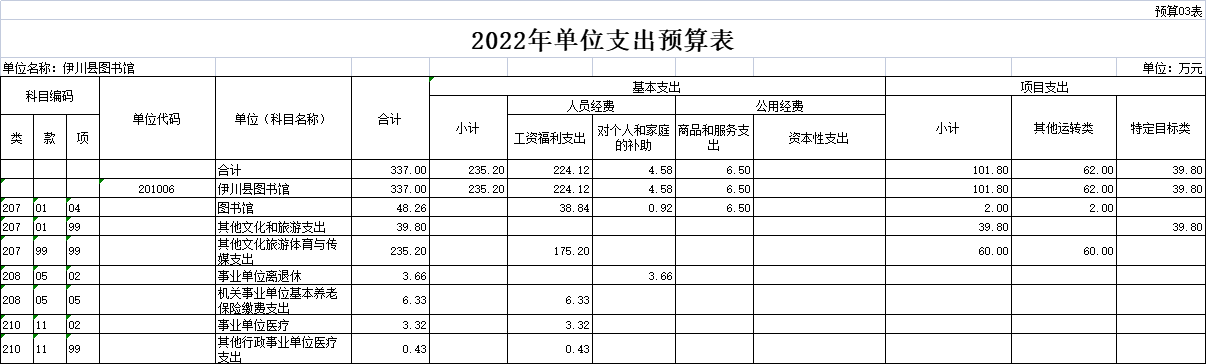 预算03表
2022年单位支出预算表
单位名称：伊川县图书馆 单位：万元
科目编码 单位代码 单位（科目名称） 合计 基本支出 项目支出
类 款 项 小计 人员经费 公用经费 小计 其他运转类 特定目标类
工资福利支出 对个人和家庭的补助 商品和服务支出 资本性支出
合计 337.00 235.20 224.12 4.58 6.50 101.80 62.00 39.80
201006 伊川县图书馆 337.00 235.20 224.12 4.58 6.50 101.80 62.00 39.80
207 01 04 图书馆 48.26 38.84 0.92 6.50 2.00 2.00
207 01 99 其他文化和旅游支出 39.80 39.80 39.80
207 99 99 其他文化旅游体育与传媒支出 235.20 175.20 60.00 60.00
208 05 02 事业单位离退休 3.66 3.66
208 05 05 机关事业单位基本养老保险缴费支出 6.33 6.33
210 11 02 事业单位医疗 3.32 3.32
210 11 99 其他行政事业单位医疗支出 0.43 0.43